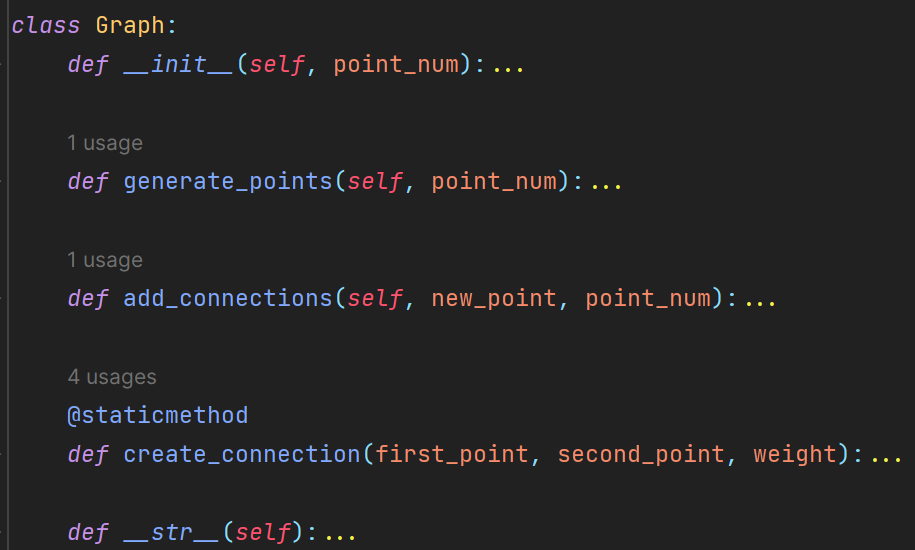 class Graph:
def __init__(self, point_num):...
1 usage
def generate_points(self, point_num):...
1 usage
def add_connections(self, new_point, point_num):...
4 usages
@staticmethod
def create_connection(first_point, second_point, weight):...
def __str__(self):...